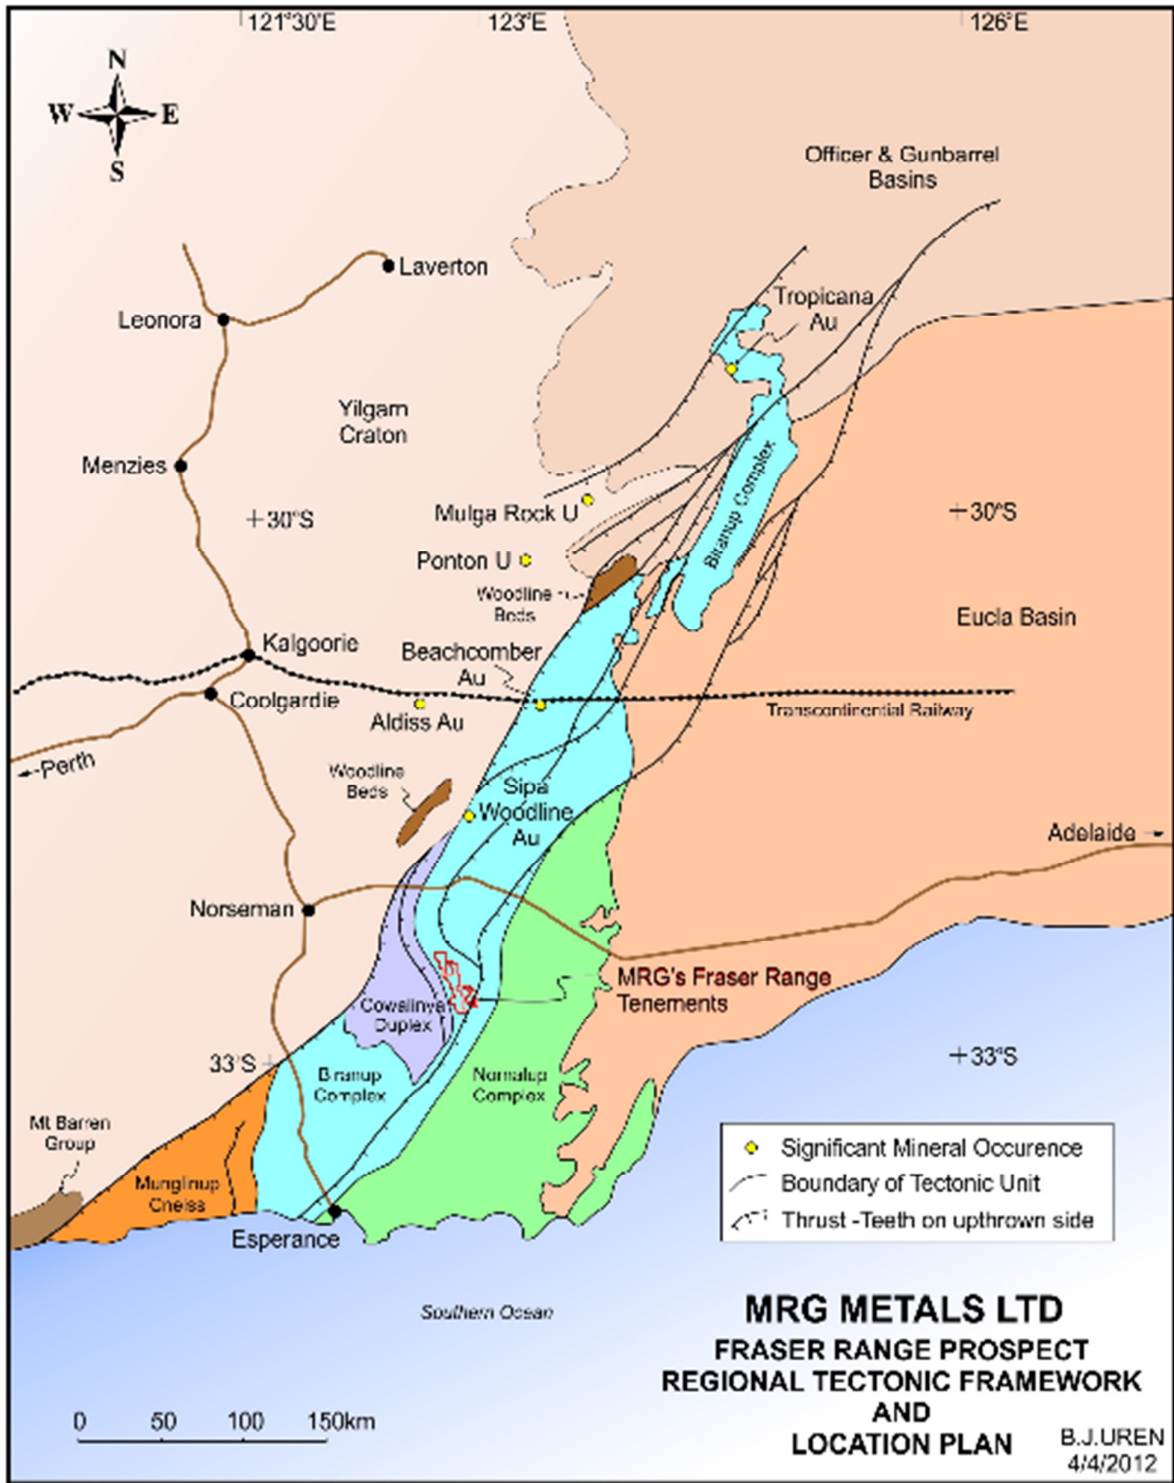 121°30'E
123°E
126°E
N
W
E
S
Officer & Gunbarrel
Basins
Laverton
Tropicana
Au
Leonora
Yilgarn
Craton
Menzies
Biranup Complex
Mulga Rock U
30°S
30°S
Ponton U
Woodline
Beds
Eucla Basin
Kalgoorie
Beachcomber
Au
Coolgardie
Aldiss Au
Transcontinential Railway
Perth
Woodline
Beds
Sipa
Woodline
Au
Adelaide
Norseman
MRG's Fraser Range
Tenements
Cowalinya
Duplex
33°S
33°S
Biranup
Complex
Nornalup
Complex
Mt Barren
Group
Munglinup
Gneiss
Significant Mineral Occurence
Boundary of Tectonic Unit
Thrust -Teeth on upthrown side
Esperance
Southern Ocean
MRG METALS LTD
FRASER RANGE PROSPECT
REGIONAL TECTONIC FRAMEWORK
AND
LOCATION PLAN
0 50 100 150km
B.J.UREN
4/4/2012